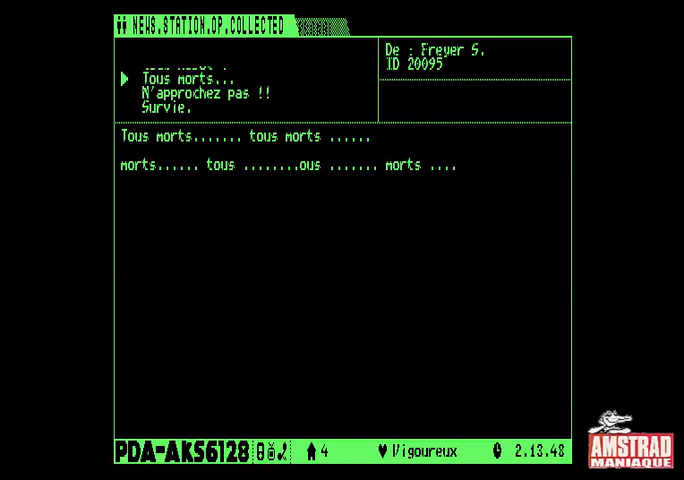 NEWS.STATION.OP.COLLECTED
Tous morts...
N'approchez pas !!
Survie.
De : Freyer S.
ID 20095
Tous morts....... tous morts ......
morts...... tous ........ous ....... morts ....
PDA-AKS6128
4
Vigoureux
2.13.48
AMSTRAD
MANIAQUE